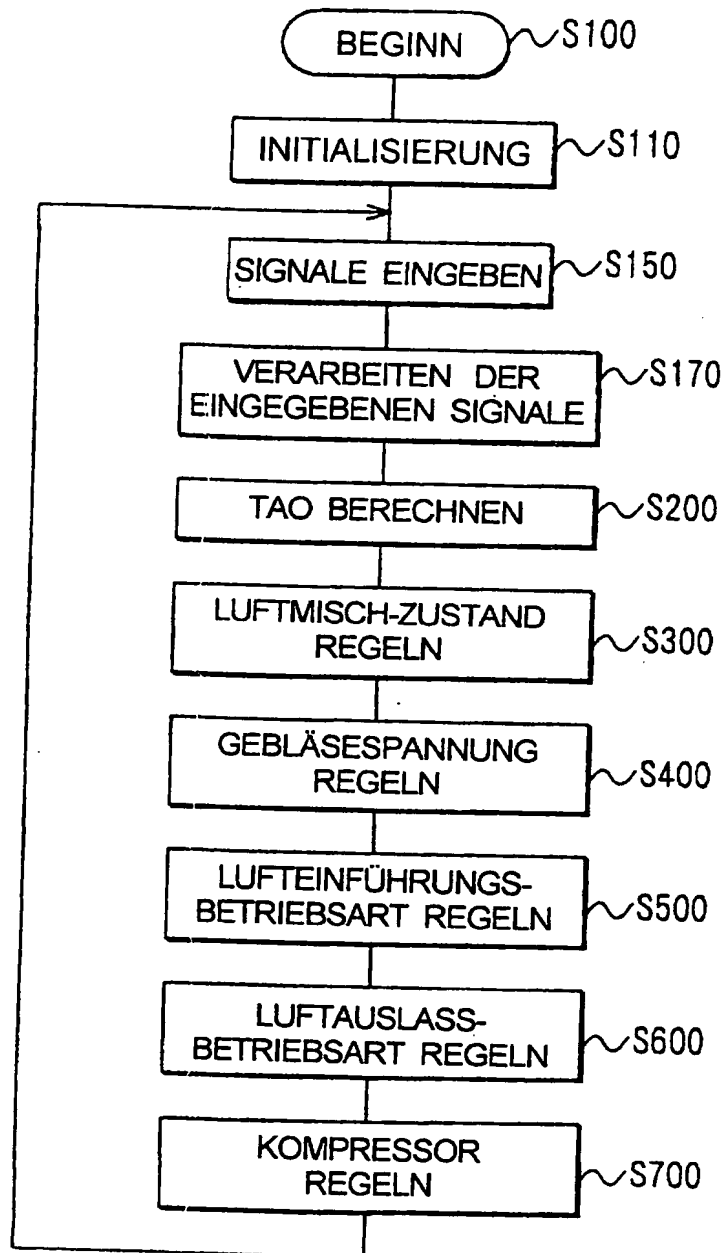 BEGINN S100
INITIALISIERUNG S110
SIGNALE EINGEBEN S150
VERARBEITEN DER
EINGEGEBENEN SIGNALE S170
TAO BERECHNEN S200
LUFTMISCH-ZUSTAND
REGELN S300
GEBLÄSESPANNUNG
REGELN S400
LUFTEINFÜHRUNGS-
BETRIEBSART REGELN S500
LUFTAUSLASS-
BETRIEBSART REGELN S600
KOMPRESSOR
REGELN S700